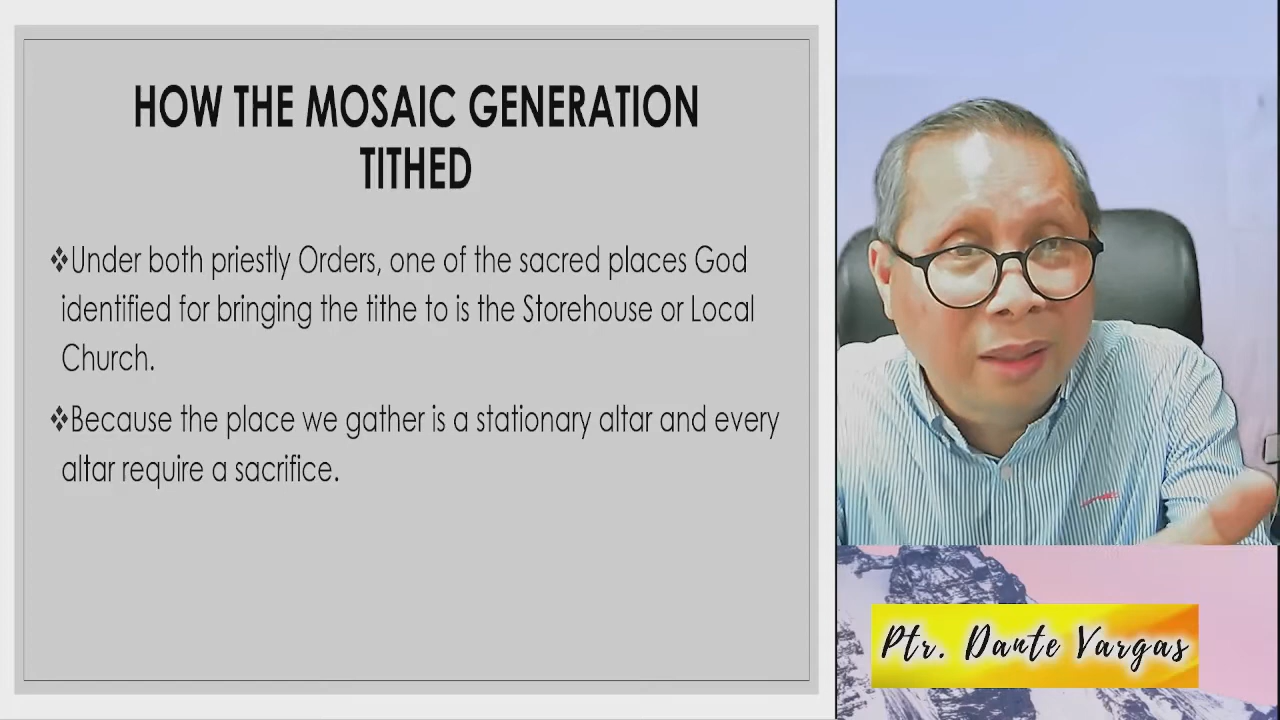 HOW THE MOSAIC GENERATION
TITHED
❖Under both priestly Orders, one of the sacred places God
identified for bringing the tithe to is the Storehouse or Local
Church.
❖Because the place we gather is a stationary altar and every
altar require a sacrifice.
Ptr. Dante Vargas